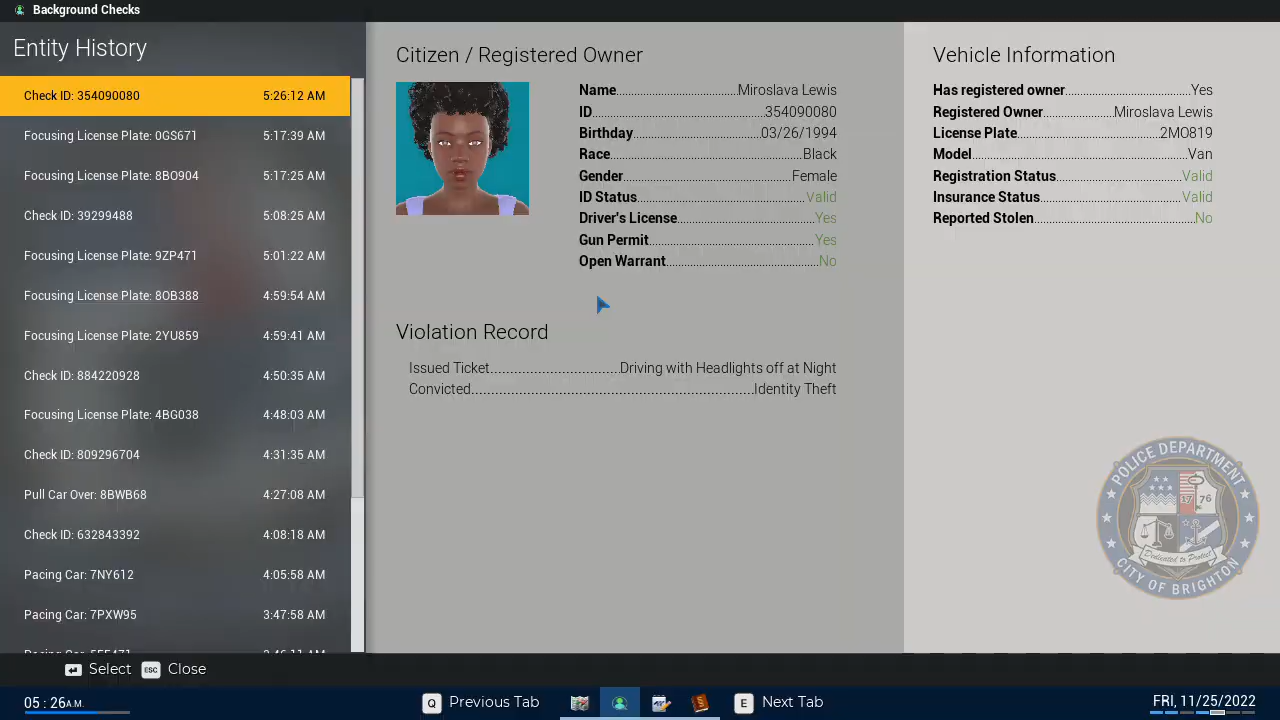 Background Checks
Entity History
Check ID: 354090080 5:26:12 AM
Focusing License Plate: 0GS671 5:17:39 AM
Focusing License Plate: 8BO904 5:17:25 AM
Check ID: 39299488 5:08:25 AM
Focusing License Plate: 9ZP471 5:01:22 AM
Focusing License Plate: 8OB388 4:59:54 AM
Focusing License Plate: 2YU859 4:59:41 AM
Check ID: 884220928 4:50:35 AM
Focusing License Plate: 4BG038 4:48:03 AM
Check ID: 809296704 4:31:35 AM
Pull Car Over: 8BWB68 4:27:08 AM
Check ID: 632843392 4:08:18 AM
Pacing Car: 7NY612 4:05:58 AM
Pacing Car: 7PXW95 3:47:58 AM
Citizen / Registered Owner
Name Miroslava Lewis
ID 354090080
Birthday 03/26/1994
Race Black
Gender Female
ID Status Valid
Driver's License Yes
Gun Permit Yes
Open Warrant No
Violation Record
Issued Ticket Driving with Headlights off at Night
Convicted Identity Theft
Vehicle Information
Has registered owner Yes
Registered Owner Miroslava Lewis
License Plate 2MO819
Model Van
Registration Status Valid
Insurance Status Valid
Reported Stolen No
POLICE DEPARTMENT
17 76
Dedicated to Protect
CITY OF BRIGHTON
Select ESC Close
05 : 26 A.M.
Q Previous Tab E Next Tab
FRI, 11/25/2022